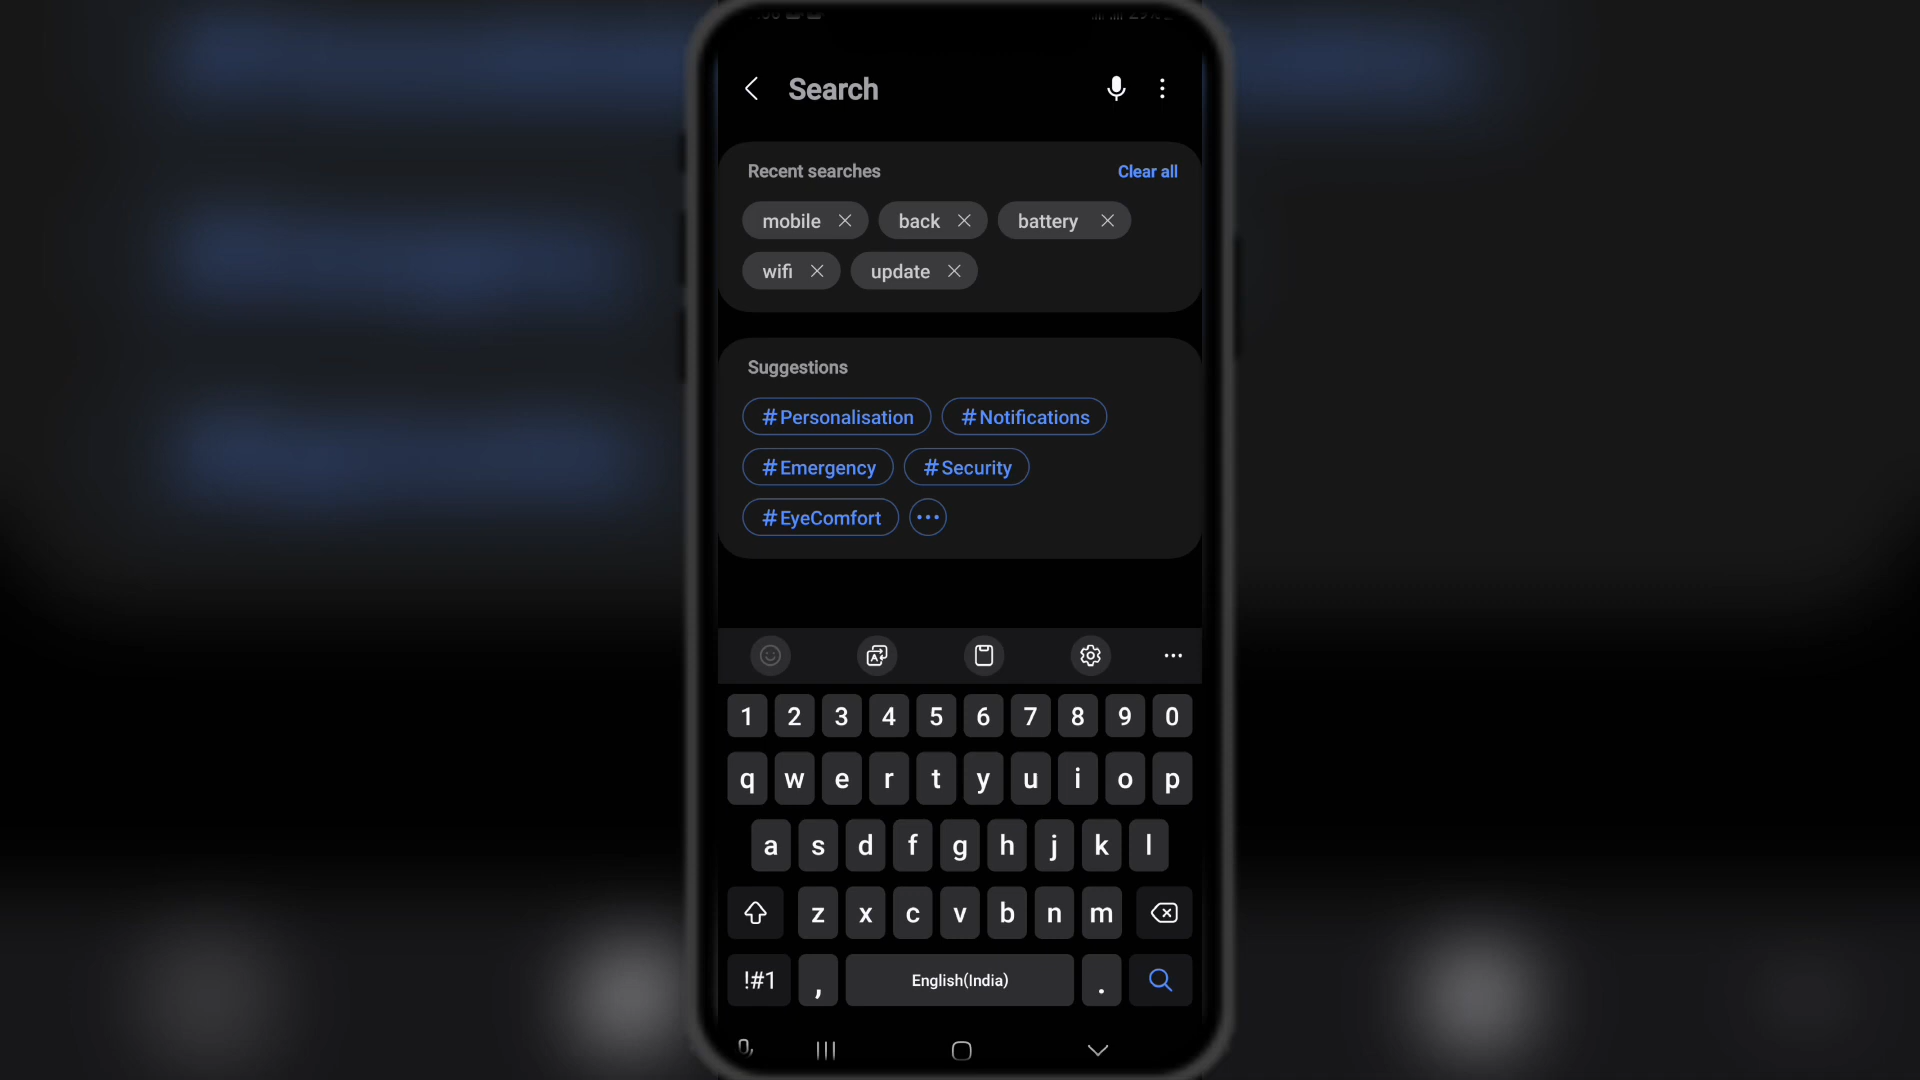 Search
Recent searches Clear all
mobile back battery
wifi update
Suggestions
#Personalisation #Notifications
#Emergency #Security
#EyeComfort
1 2 3 4 5 6 7 8 9 0
q w e r t y u i o p
a s d f g h j k l
z x c v b n m
!#1 , English(India) .